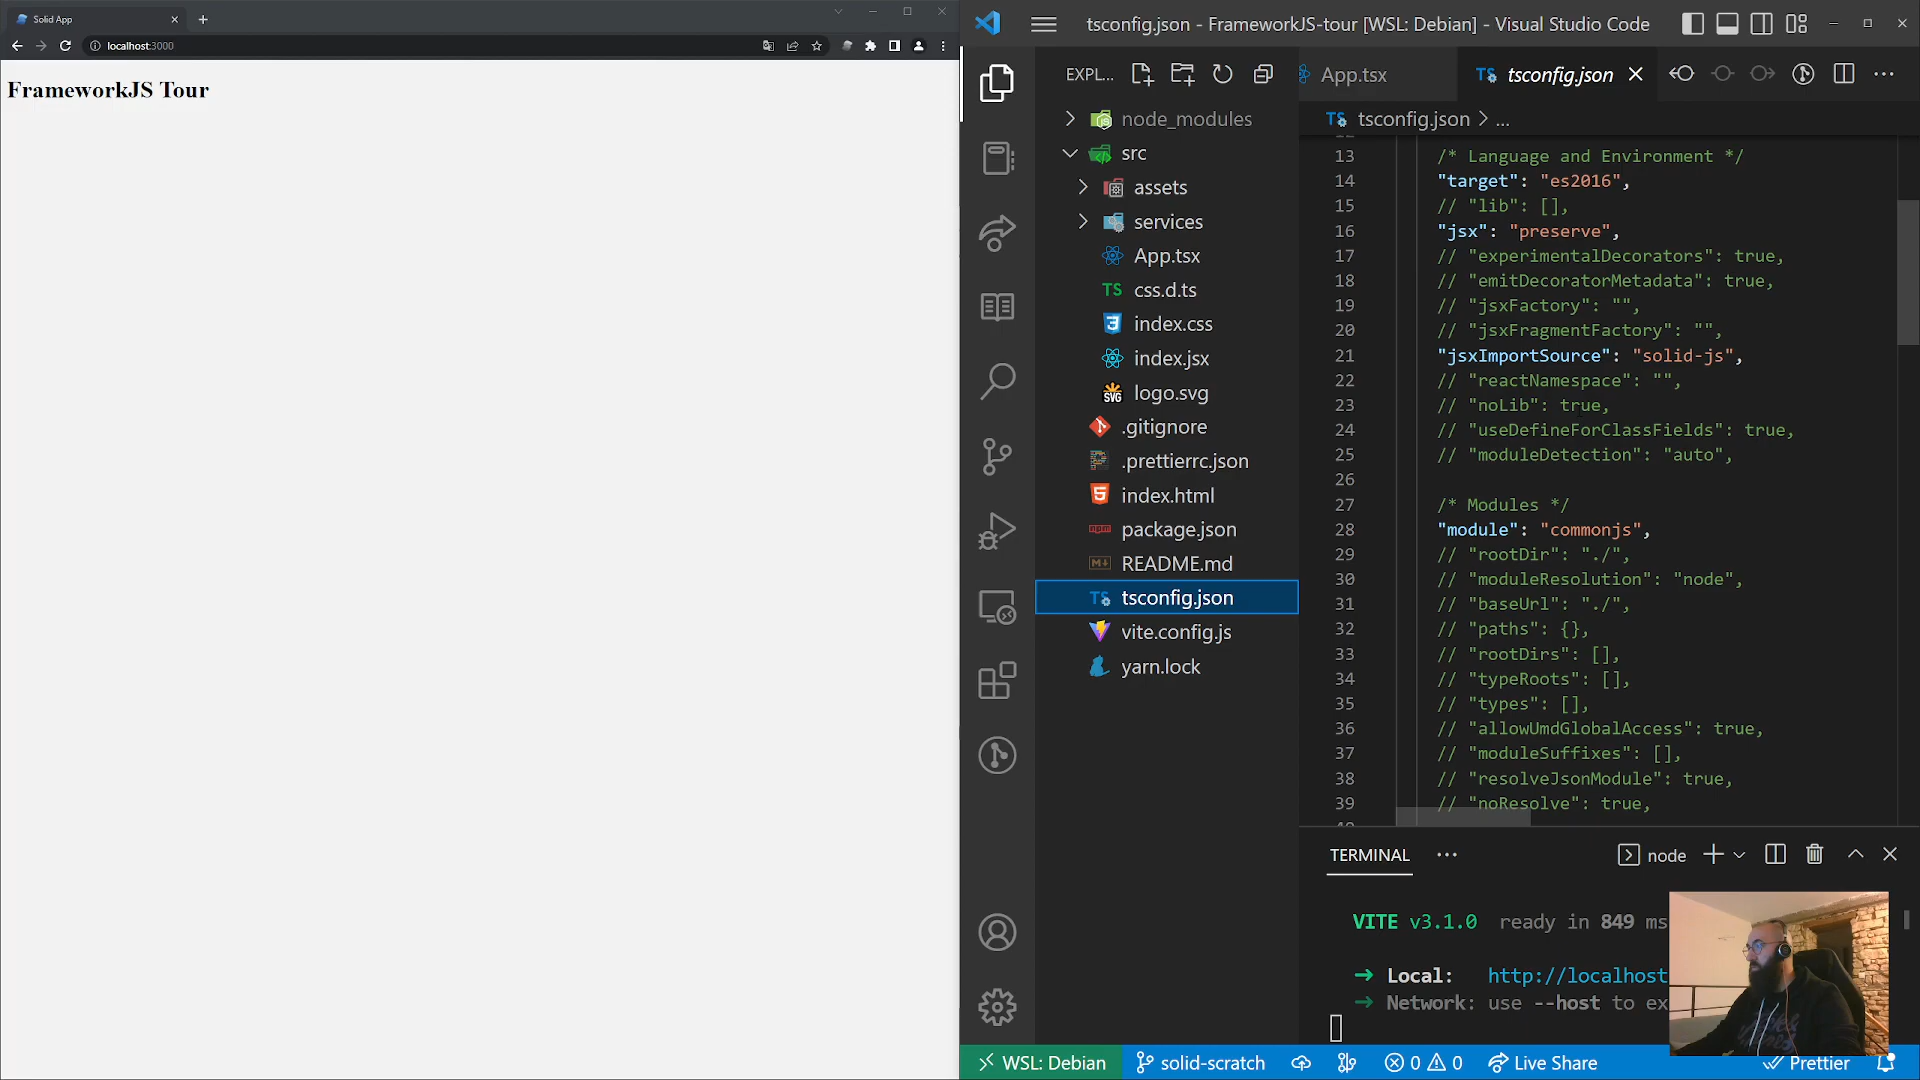 Solid App
localhost:3000
FrameworkJS Tour
tsconfig.json - FrameworkJS-tour [WSL: Debian] - Visual Studio Code
EXPL...
node_modules
src
assets
services
App.tsx
TS css.d.ts
index.css
index.jsx
SVG logo.svg
.gitignore
.prettierrc.json
index.html
npm package.json
README.md
TS tsconfig.json
vite.config.js
yarn.lock
App.tsx
TS tsconfig.json
TS tsconfig.json > ...
13 /* Language and Environment */
14 "target": "es2016",
15 // "lib": [],
16 "jsx": "preserve",
17 // "experimentalDecorators": true,
18 // "emitDecoratorMetadata": true,
19 // "jsxFactory": "",
20 // "jsxFragmentFactory": "",
21 "jsxImportSource": "solid-js",
22 // "reactNamespace": "",
23 // "noLib": true,
24 // "useDefineForClassFields": true,
25 // "moduleDetection": "auto",
26
27 /* Modules */
28 "module": "commonjs",
29 // "rootDir": "./",
30 // "moduleResolution": "node",
31 // "baseUrl": "./",
32 // "paths": {},
33 // "rootDirs": [],
34 // "typeRoots": [],
35 // "types": [],
36 // "allowUmdGlobalAccess": true,
37 // "moduleSuffixes": [],
38 // "resolveJsonModule": true,
39 // "noResolve": true,
TERMINAL
node
VITE v3.1.0 ready in 849 ms
➜ Local: http://localhost
➜ Network: use --host to ex
WSL: Debian
solid-scratch
0 0
Live Share
Prettier